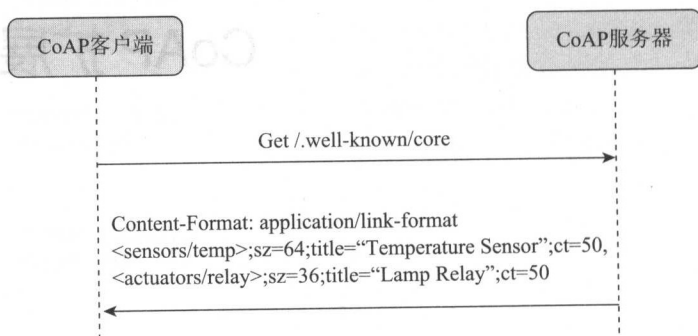 CoAP客户端
CoAP服务器
Get /.well-known/core
Content-Format: application/link-format
<sensors/temp>;sz=64;title=“Temperature Sensor”;ct=50,
<actuators/relay>;sz=36;title=“Lamp Relay”;ct=50